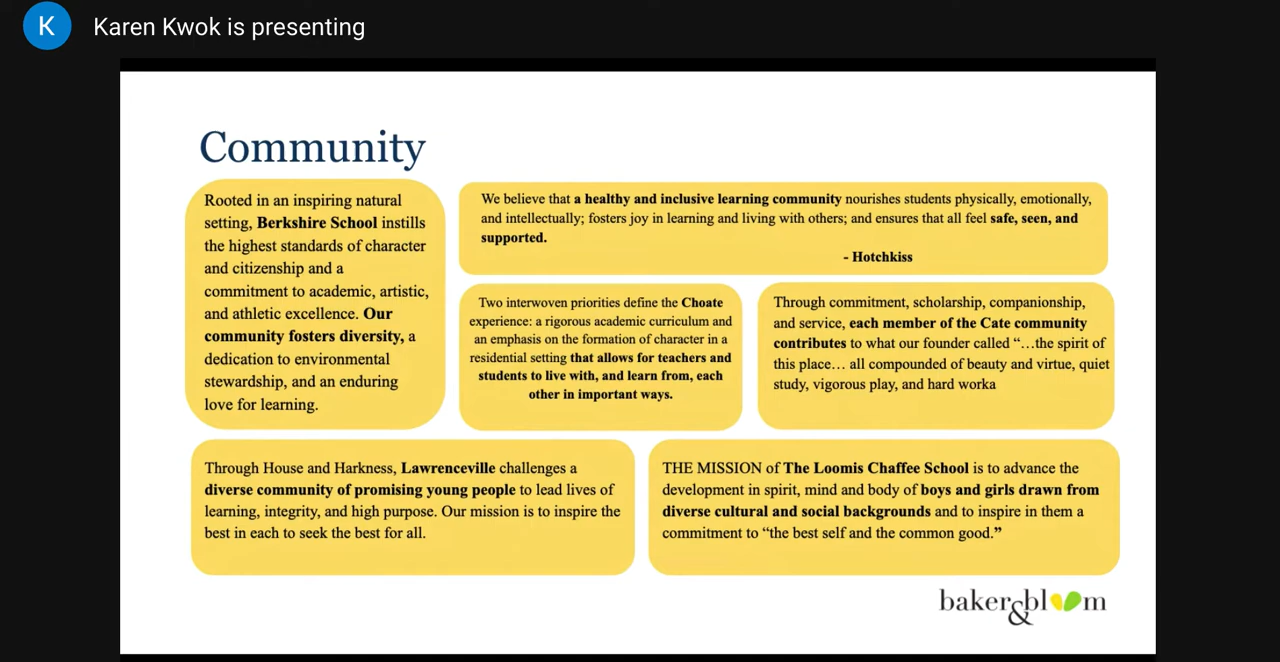 K
Karen Kwok is presenting
Community
Rooted in an inspiring natural
setting, Berkshire School instills
the highest standards of character
and citizenship and a
commitment to academic, artistic,
and athletic excellence. Our
community fosters diversity, a
dedication to environmental
stewardship, and an enduring
love for learning.
We believe that a healthy and inclusive learning community nourishes students physically, emotionally,
and intellectually; fosters joy in learning and living with others; and ensures that all feel safe, seen, and
supported.
- Hotchkiss
Two interwoven priorities define the Choate
experience: a rigorous academic curriculum and
an emphasis on the formation of character in a
residential setting that allows for teachers and
students to live with, and learn from, each
other in important ways.
Through commitment, scholarship, companionship,
and service, each member of the Cate community
contributes to what our founder called “…the spirit of
this place… all compounded of beauty and virtue, quiet
study, vigorous play, and hard worka
Through House and Harkness, Lawrenceville challenges a
diverse community of promising young people to lead lives of
learning, integrity, and high purpose. Our mission is to inspire the
best in each to seek the best for all.
THE MISSION of The Loomis Chaffee School is to advance the
development in spirit, mind and body of boys and girls drawn from
diverse cultural and social backgrounds and to inspire in them a
commitment to “the best self and the common good.”
baker&bloom